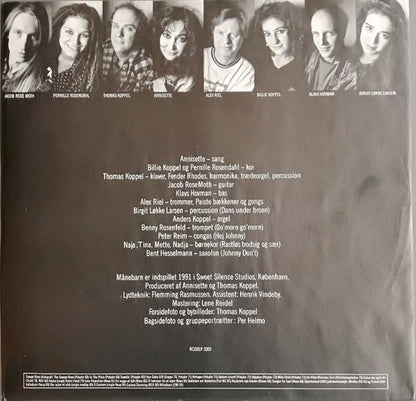 JACOB ROSE MOTH
PERNILLE ROSENDAHL
THOMAS KOPPEL
ANNISETTE
ALEX RIEL
BILLIE KOPPEL
KLAUS HOVMAN
BIRGIT LØKKE LARSEN
Annisette – sang
Billie Koppel og Pernille Rosendahl – kor
Thomas Koppel – klaver, Fender Rhodes, harmonika, trædeorgel, percussion
Jacob RoseMoth – guitar
Klavs Hovman – bas
Alex Riel – trommer, Paiste bækkener og gongs
Birgit Løkke Larsen – percussion (Dans under broen)
Anders Koppel – orgel
Benny Rosenfeld – trompet (Go'morn go'morn)
Peter Reim – congas (Hej Johnny)
Naja, Tina, Mette, Nadja – børnekor (Rastløs trodsig og sær)
Bent Hesselmann – saxofon (Johnny Don't)
Månebarn er indspillet 1991 i Sweet Silence Studios, København.
Produceret af Annisette og Thomas Koppel.
Lydteknik: Flemming Rasmussen. Assistent: Henrik Vindeby.
Mastering: Lene Reidel
Forsidefoto og bybilleder: Thomas Koppel
Bagsidefoto og gruppeportrætter: Per Heimo
ROSELP 2001